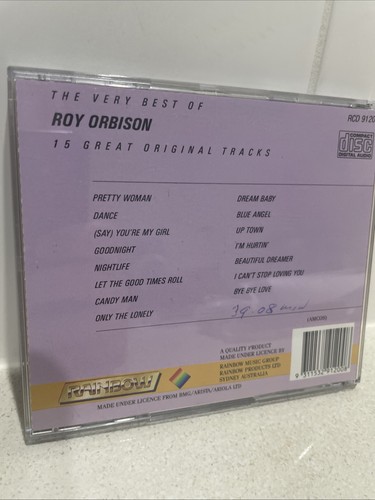 THE VERY BEST OF
ROY ORBISON
15 GREAT ORIGINAL TRACKS
RCD 9120
COMPACT
disc
DIGITAL AUDIO
PRETTY WOMAN
DANCE
(SAY) YOU'RE MY GIRL
GOODNIGHT
NIGHTLIFE
LET THE GOOD TIMES ROLL
CANDY MAN
ONLY THE LONELY
DREAM BABY
BLUE ANGEL
UP TOWN
I'M HURTIN'
BEAUTIFUL DREAMER
I CAN'T STOP LOVING YOU
BYE BYE LOVE
A QUALITY PRODUCT
MADE UNDER LICENCE BY
RAINBOW MUSIC GROUP
RAINBOW PRODUCTS LTD
SYDNEY AUSTRALIA
RAINBOW
MADE UNDER LICENCE FROM BMG/ARISTA/ARIOLA LTD